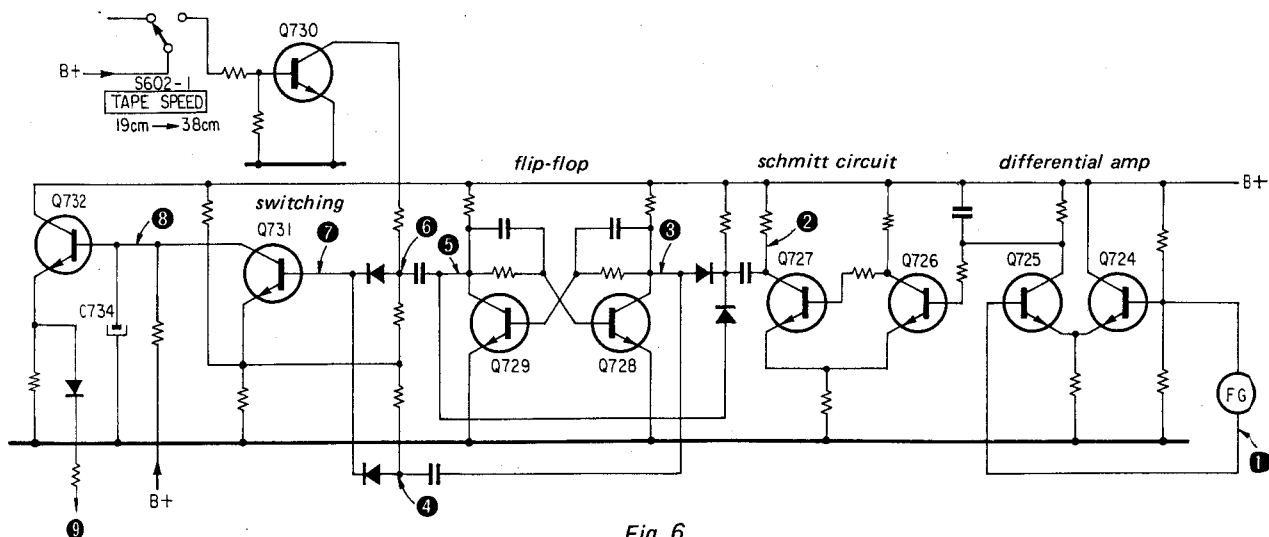 Q730
B+
S602-1
TAPE SPEED
19cm → 38cm
flip-flop
schmitt circuit
differential amp
B+
Q732
switching
8
Q731
7
6
5
3
2
Q727
Q726
Q725
Q724
C734
Q729
Q728
FG
1
B+
9
4
Fig. 6